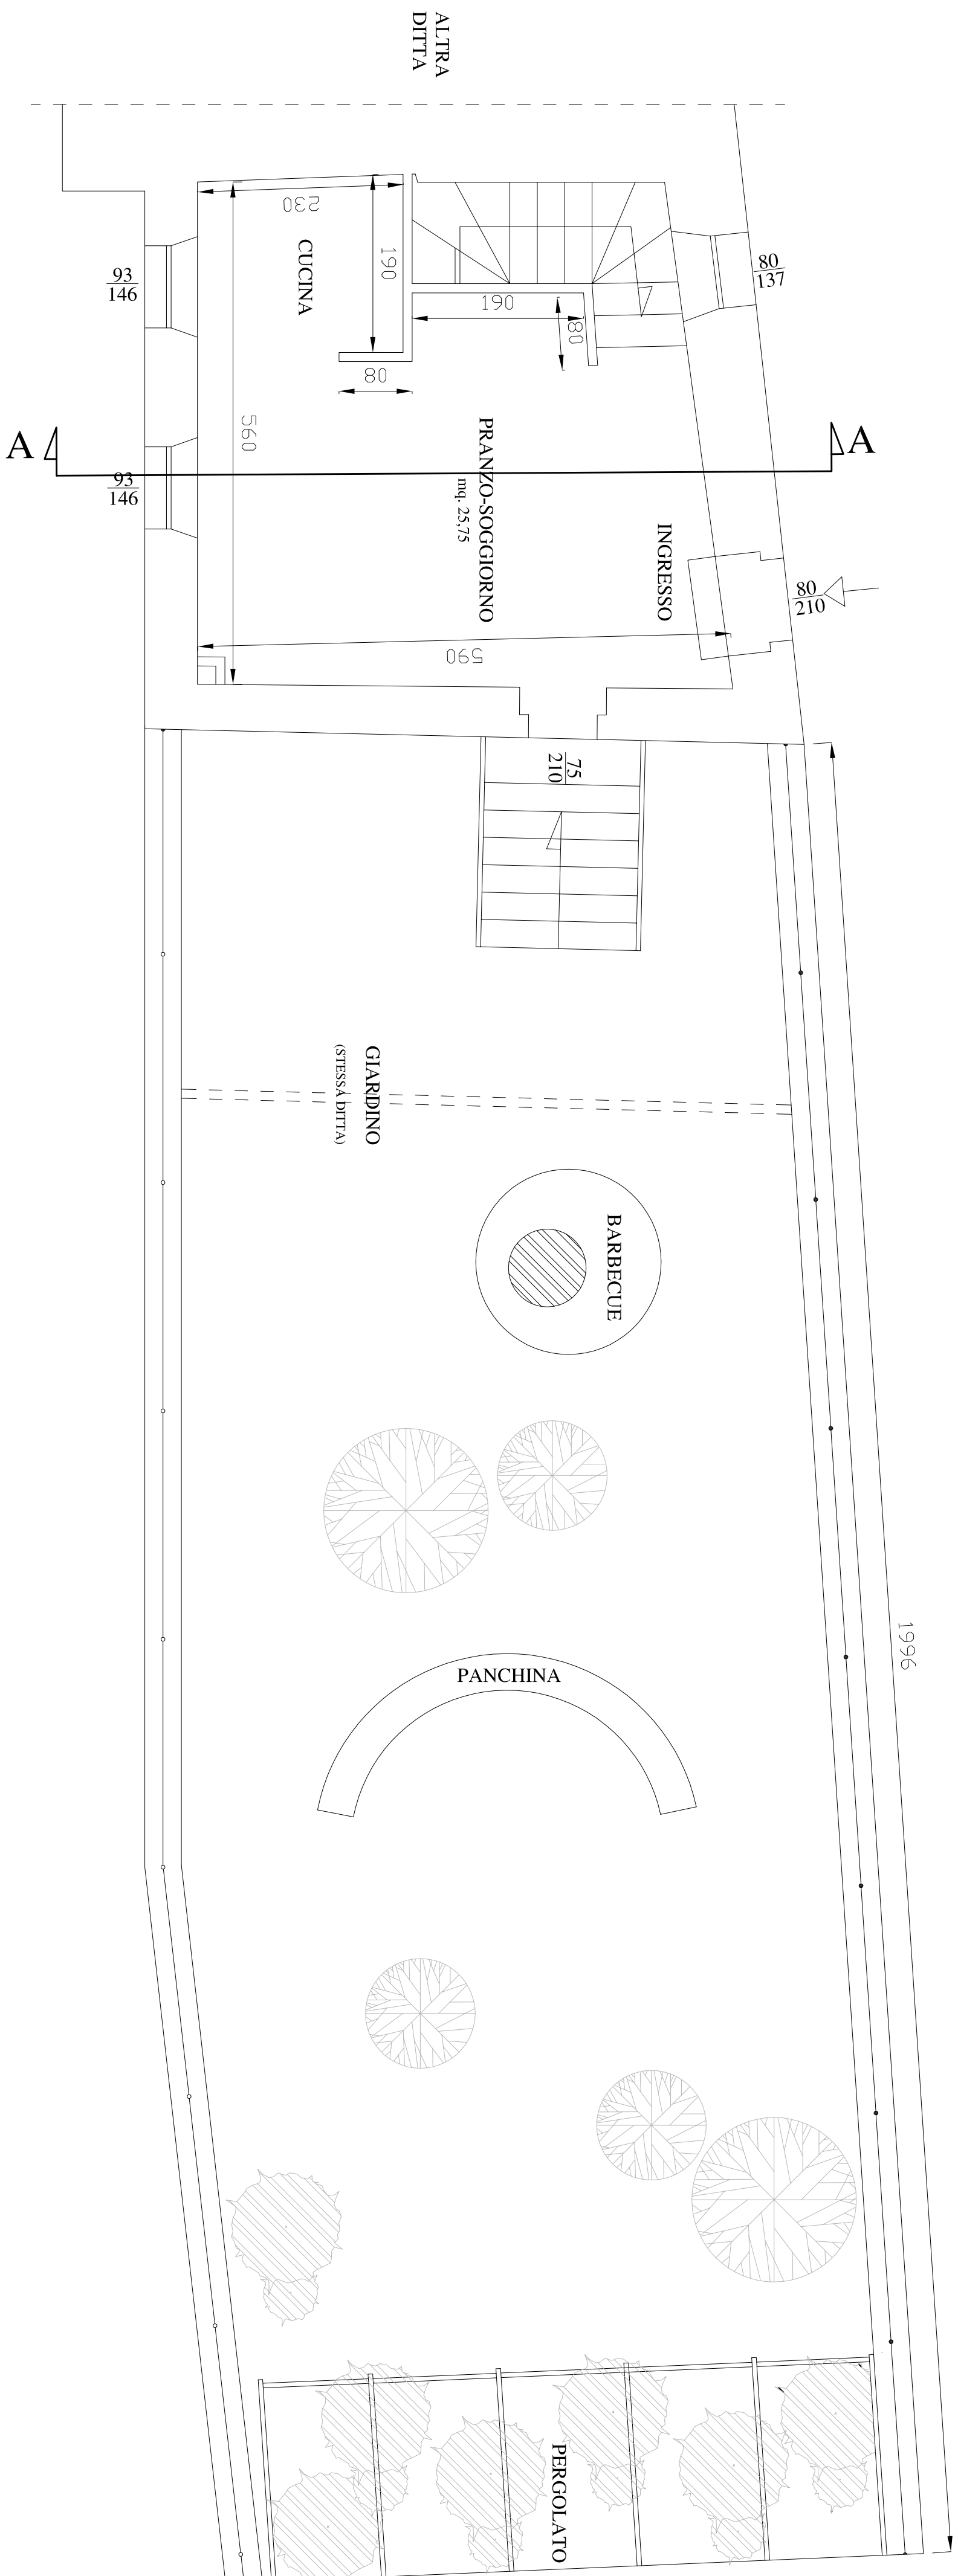 ALTRA
DITTA
80
137
93
146
230
CUCINA
190
190
80
80
A
A
560
PRANZO-SOGGIORNO
mq. 25,75
93
146
INGRESSO
80
210
590
75
210
GIARDINO
(STESSA DITTA)
BARBECUE
1996
PANCHINA
PERGOLATO